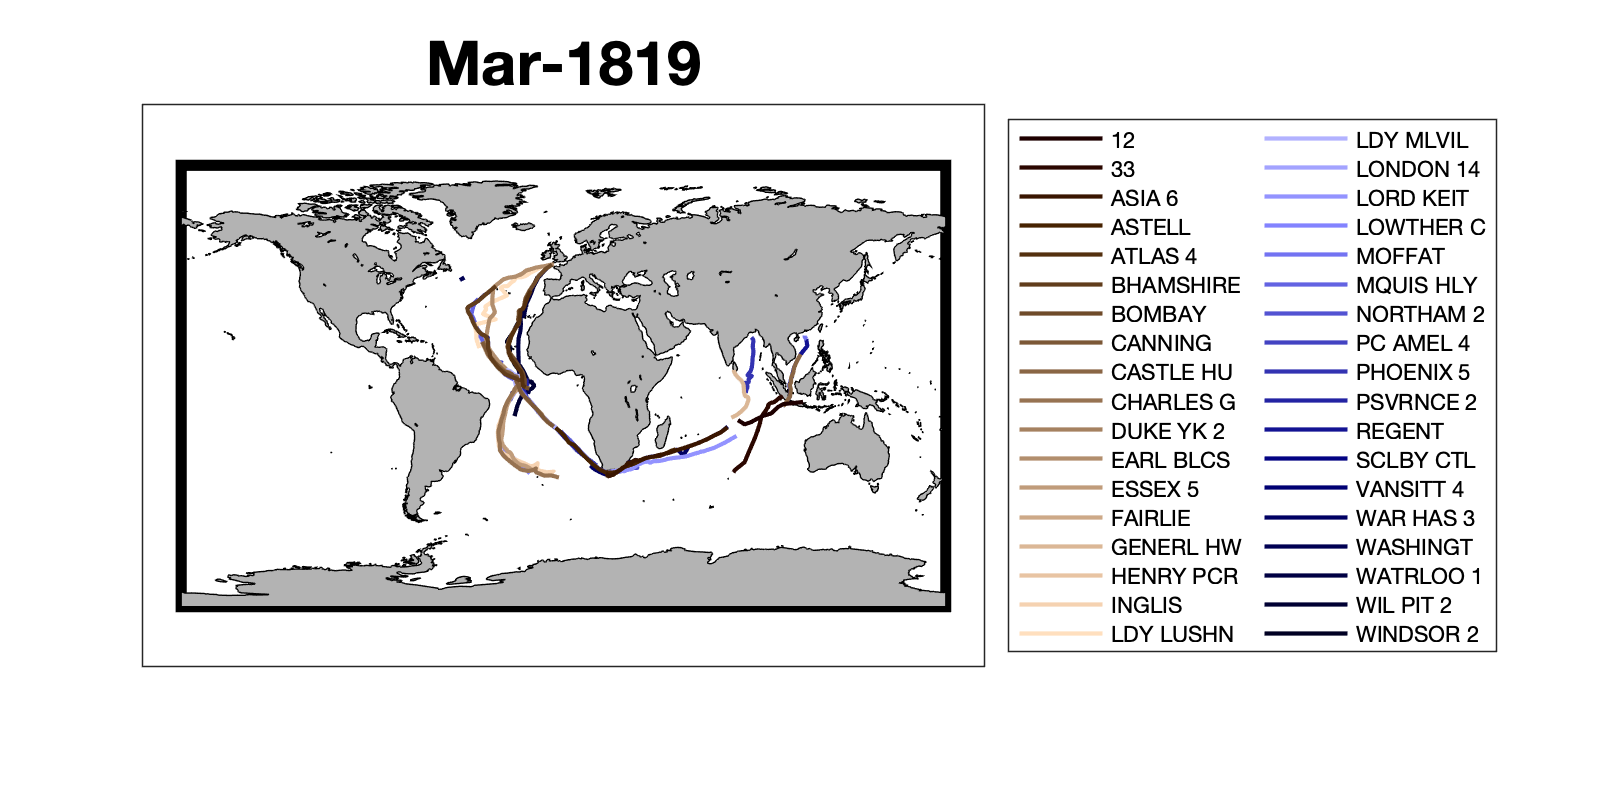 Mar-1819
12
33
ASIA 6
ASTELL
ATLAS 4
BHAMSHIRE
BOMBAY
CANNING
CASTLE HU
CHARLES G
DUKE YK 2
EARL BLCS
ESSEX 5
FAIRLIE
GENERL HW
HENRY PCR
INGLIS
LDY LUSHN
LDY MLVIL
LONDON 14
LORD KEIT
LOWTHER C
MOFFAT
MQUIS HLY
NORTHAM 2
PC AMEL 4
PHOENIX 5
PSVRNCE 2
REGENT
SCLBY CTL
VANSITT 4
WAR HAS 3
WASHINGT
WATRLOO 1
WIL PIT 2
WINDSOR 2